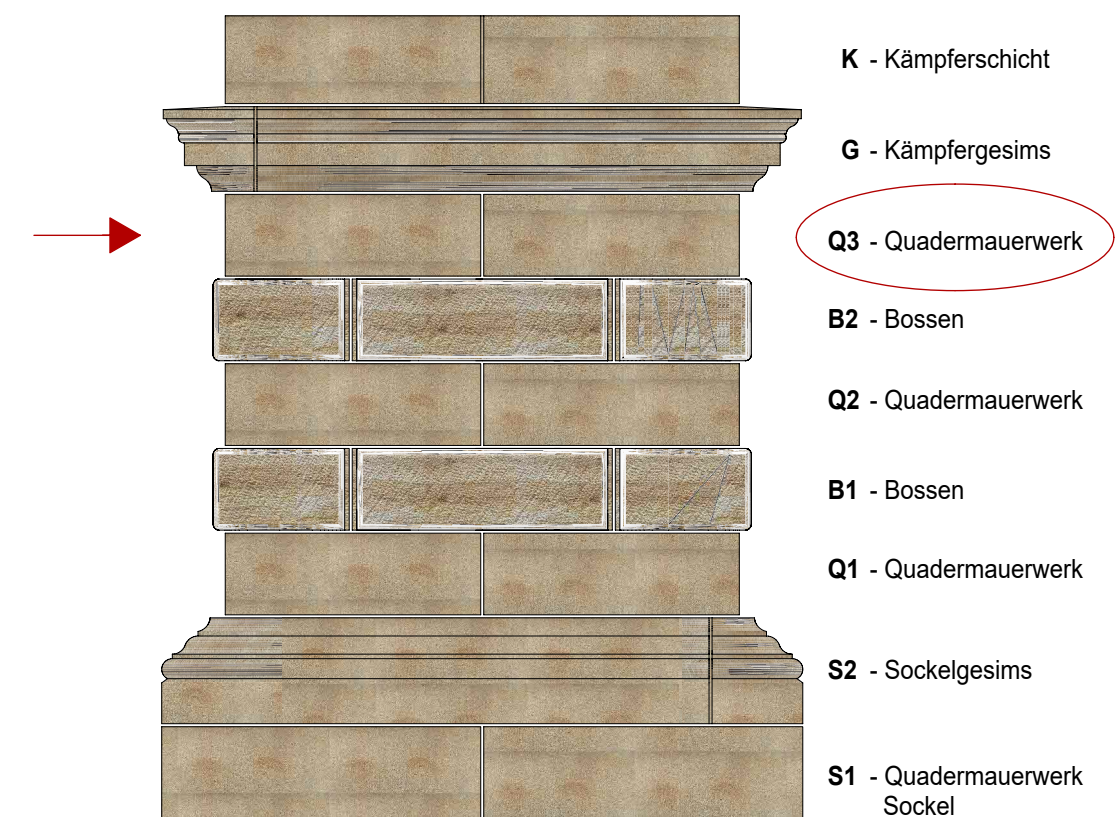 K - Kämpferschicht
G - Kämpfergesims
Q3 - Quadermauerwerk
B2 - Bossen
Q2 - Quadermauerwerk
B1 - Bossen
Q1 - Quadermauerwerk
S2 - Sockelgesims
S1 - Quadermauerwerk
Sockel